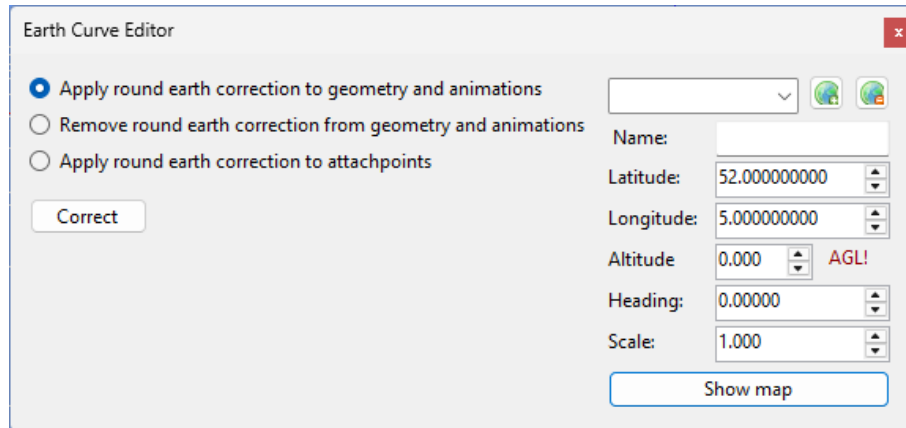 Earth Curve Editor
x
Apply round earth correction to geometry and animations
Remove round earth correction from geometry and animations
Apply round earth correction to attachpoints
Correct
Name:
Latitude: 52.000000000
Longitude: 5.000000000
Altitude 0.000 AGL!
Heading: 0.00000
Scale: 1.000
Show map